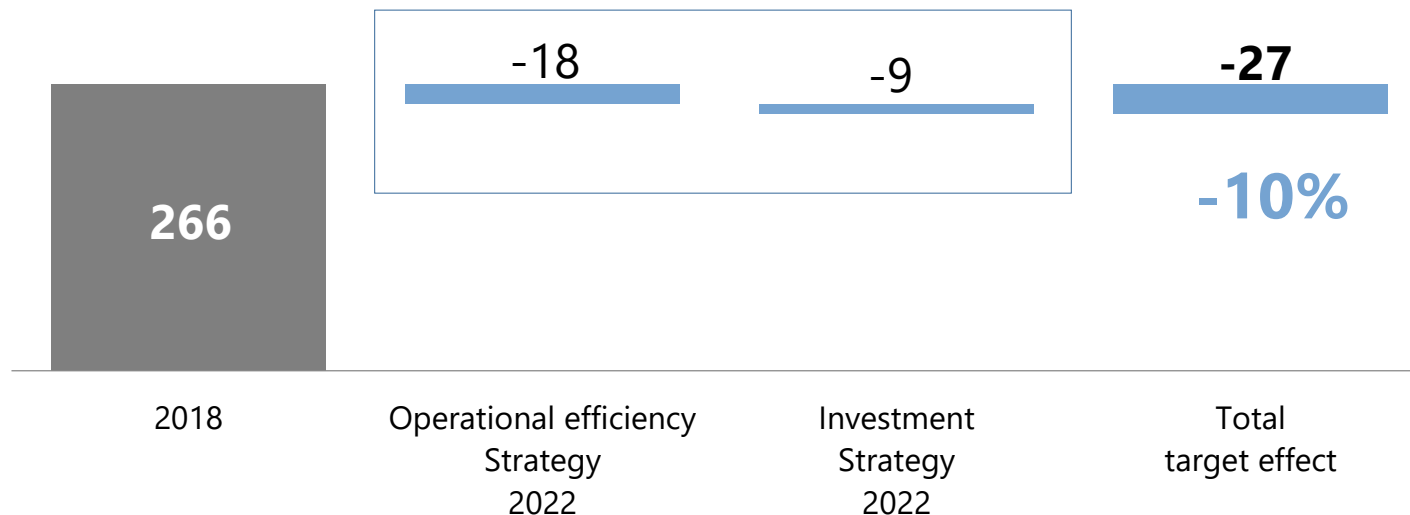 -18
-9
-27
-10%
266
2018
Operational efficiency
Strategy
2022
Investment
Strategy
2022
Total
target effect